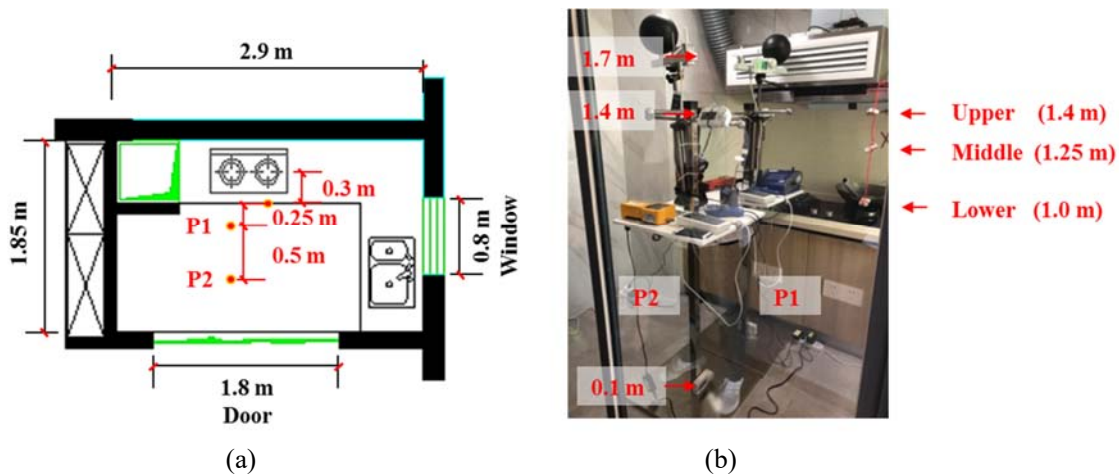 2.9 m
1.85 m
0.3 m
0.25 m
P1
0.5 m
P2
0.8 m
Window
1.8 m
Door
(a)
1.7 m
1.4 m
P2
P1
0.1 m
Upper (1.4 m)
Middle (1.25 m)
Lower (1.0 m)
(b)